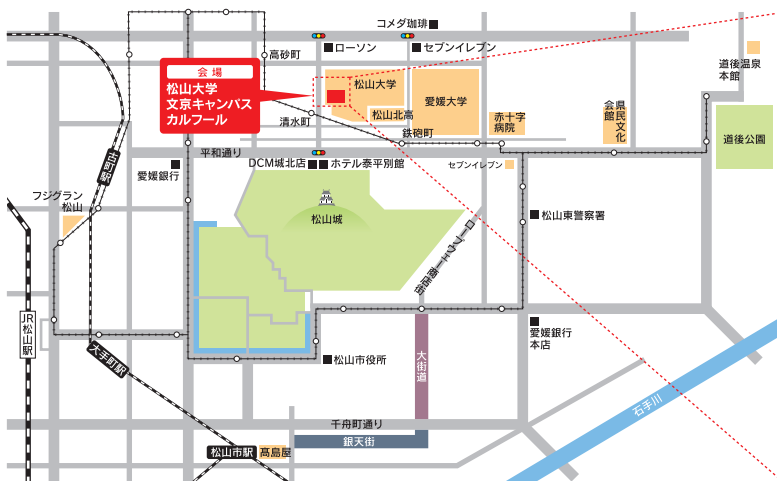 コメダ珈琲
ローソン
セブンイレブン
高砂町
道後温泉
本館
会場
松山大学
文京キャンパス
カルフール
松山大学
愛媛大学
松山北高
清水町
赤十字
病院
県民文化
会館
鉄砲町
道後公園
平和通り
DCM城北店
ホテル泰平別館
セブンイレブン
古町駅
愛媛銀行
フジグラン
松山
松山城
ロープウェー商店街
松山東警察署
JR
松山駅
大手町駅
松山市役所
大街道
愛媛銀行
本店
石手川
千舟町通り
銀天街
松山市駅
髙島屋